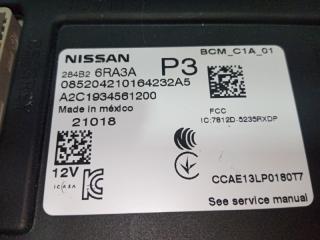 NISSAN P3 BCM_C1A_01
284B2 6RA3A
085204210164232A5
A2C1934561200
Made in méxico
21018
FCC
IC:7812D-5235RXDP
12V
ICASA
CCAE13LP0180T7
See service manual